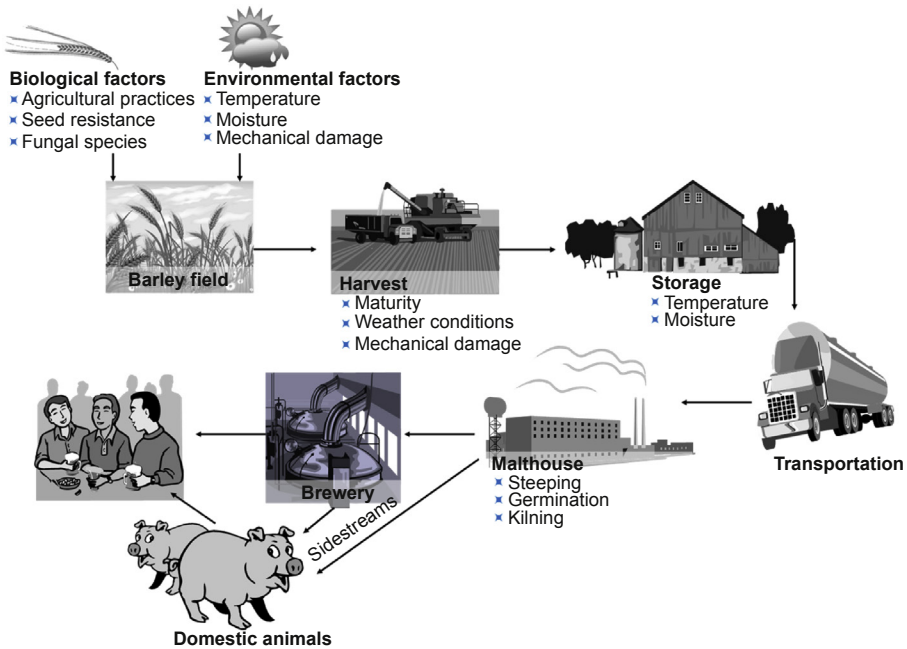 Biological factors
Agricultural practices
Seed resistance
Fungal species
Environmental factors
Temperature
Moisture
Mechanical damage
Barley field
Harvest
Maturity
Weather conditions
Mechanical damage
Storage
Temperature
Moisture
Transportation
Malthouse
Steeping
Germination
Kilning
Brewery
Sidestreams
Domestic animals